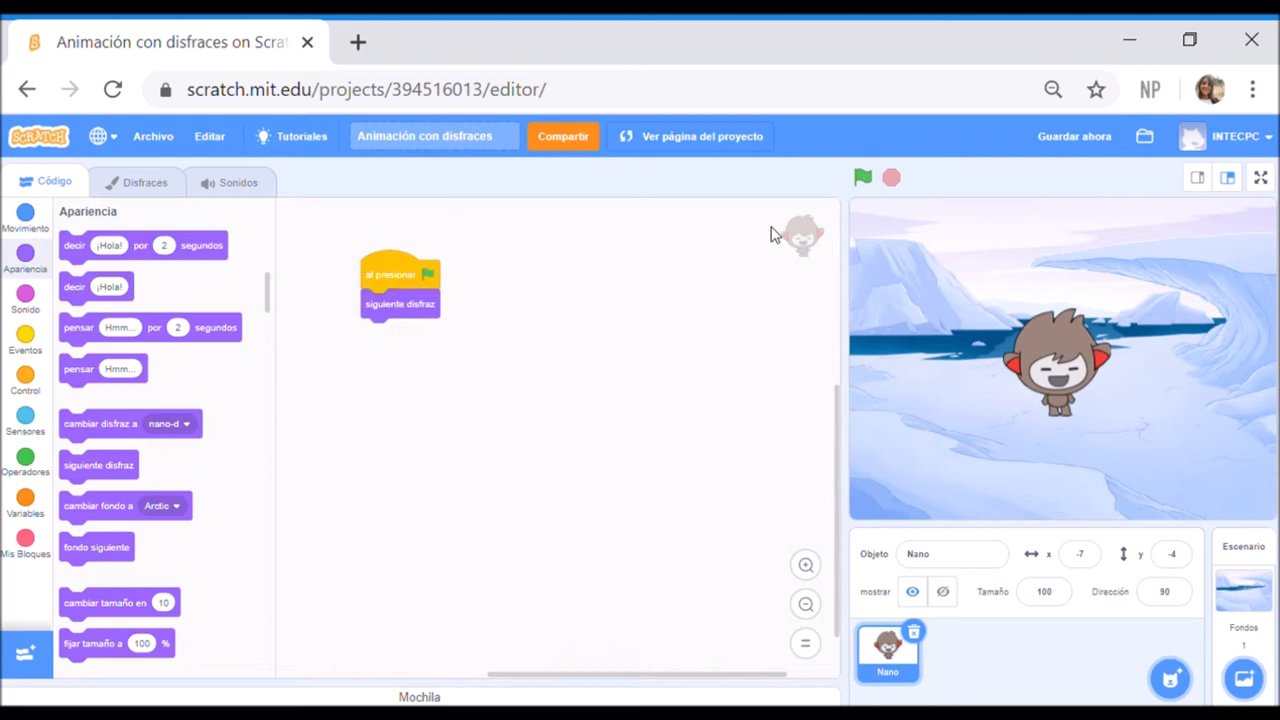 Animación con disfraces on Scra
scratch.mit.edu/projects/394516013/editor/
NP
SCRATCH
Archivo
Editar
Tutoriales
Animación con disfraces
Compartir
Ver página del proyecto
Guardar ahora
INTECPC
Código
Disfraces
Sonidos
Movimiento
Apariencia
Sonido
Eventos
Control
Sensores
Operadores
Variables
Mis Bloques
Apariencia
decir ¡Hola! por 2 segundos
decir ¡Hola!
pensar Hmm... por 2 segundos
pensar Hmm...
cambiar disfraz a nano-d
siguiente disfraz
cambiar fondo a Arctic
fondo siguiente
cambiar tamaño en 10
fijar tamaño a 100 %
al presionar
siguiente disfraz
Mochila
Objeto Nano x -7 y -4
mostrar Tamaño 100 Dirección 90
Nano
Escenario
Fondos
1